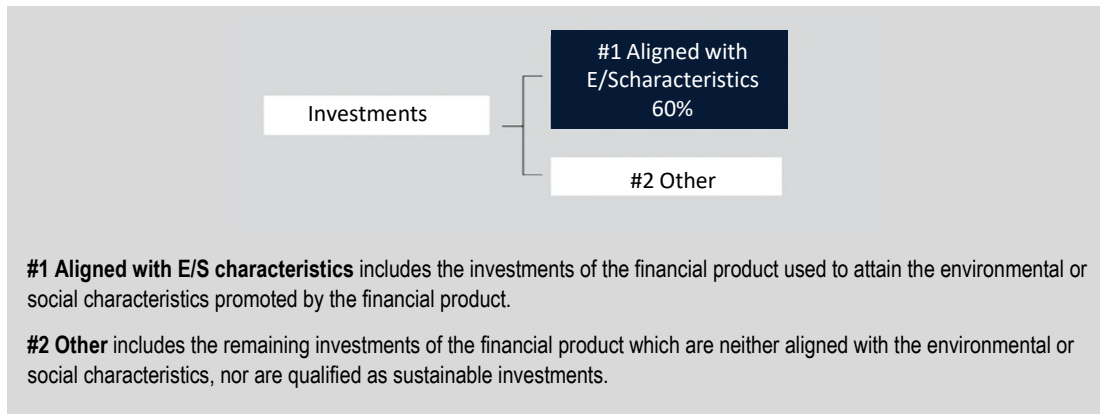 #1 Aligned with
E/Scharacteristics
60%
Investments
#2 Other
#1 Aligned with E/S characteristics includes the investments of the financial product used to attain the environmental or
social characteristics promoted by the financial product.
#2 Other includes the remaining investments of the financial product which are neither aligned with the environmental or
social characteristics, nor are qualified as sustainable investments.